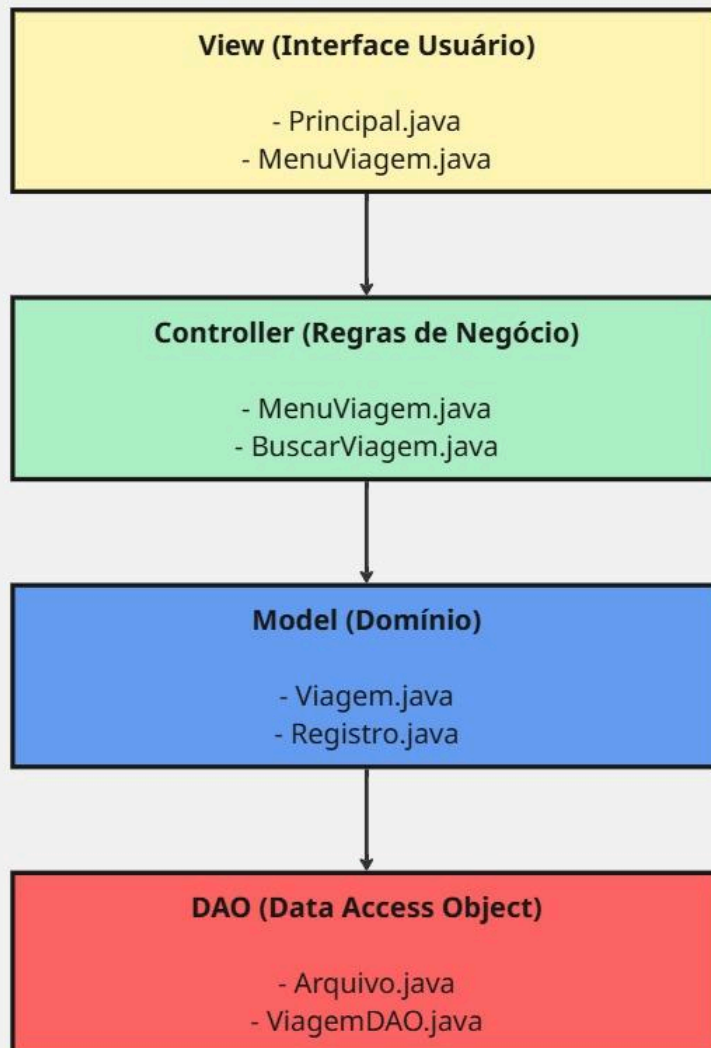 View (Interface Usuário)
- Principal.java
- MenuViagem.java
Controller (Regras de Negócio)
- MenuViagem.java
- BuscarViagem.java
Model (Domínio)
- Viagem.java
- Registro.java
DAO (Data Access Object)
- Arquivo.java
- ViagemDAO.java